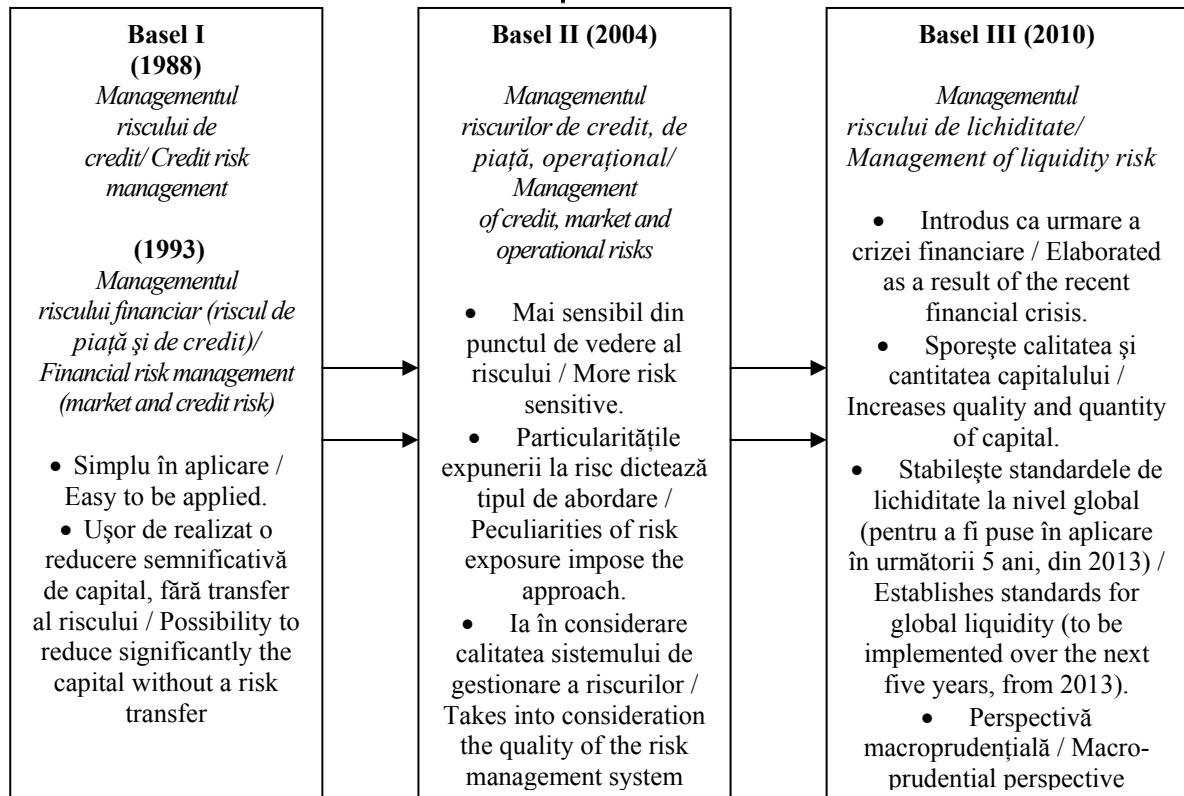 Basel I
(1988)
Managementul
riscului de
credit/ Credit risk
management
(1993)
Managementul
riscului financiar (riscul de
piață şi de credit)/
Financial risk management
(market and credit risk)
• Simplu în aplicare /
Easy to be applied.
• Uşor de realizat o
reducere semnificativă
de capital, fără transfer
al riscului / Possibility to
reduce significantly the
capital without a risk
transfer
Basel II (2004)
Managementul
riscurilor de credit, de
piață, operațional/
Management
of credit, market and
operational risks
• Mai sensibil din
punctul de vedere al
riscului / More risk
sensitive.
• Particularitățile
expunerii la risc dictează
tipul de abordare /
Peculiarities of risk
exposure impose the
approach.
• Ia în considerare
calitatea sistemului de
gestionare a riscurilor /
Takes into consideration
the quality of the risk
management system
Basel III (2010)
Managementul
riscului de lichiditate/
Management of liquidity risk
• Introdus ca urmare a
crizei financiare / Elaborated
as a result of the recent
financial crisis.
• Sporeşte calitatea şi
cantitatea capitalului /
Increases quality and quantity
of capital.
• Stabileşte standardele de
lichiditate la nivel global
(pentru a fi puse în aplicare
în următorii 5 ani, din 2013) /
Establishes standards for
global liquidity (to be
implemented over the next
five years, from 2013).
• Perspectivă
macroprudențială / Macro-
prudential perspective